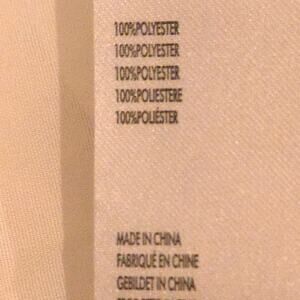 100%POLYESTER
100%POLYESTER
100%POLYESTER
100%POLIESTERE
100%POLIÉSTER
MADE IN CHINA
FABRIQUÉ EN CHINE
GEBILDET IN CHINA